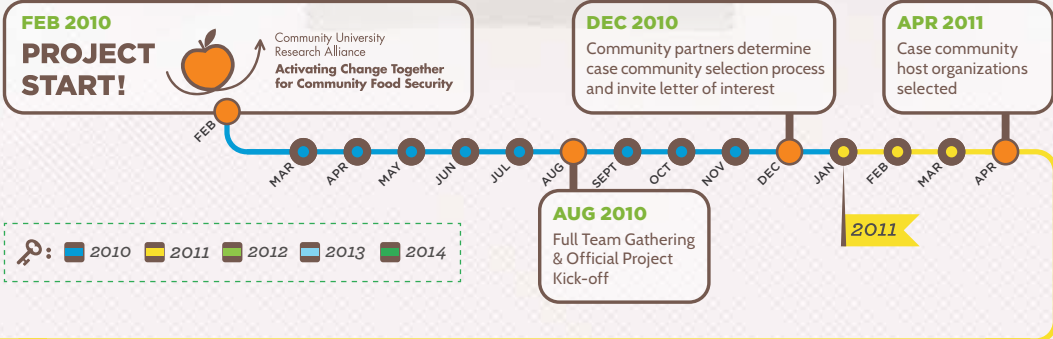 FEB 2010
PROJECT
START!
Community University
Research Alliance
Activating Change Together
for Community Food Security
DEC 2010
Community partners determine
case community selection process
and invite letter of interest
APR 2011
Case community
host organizations
selected
FEB
MAR
APR
MAY
JUN
JUL
AUG
SEPT
OCT
NOV
DEC
JAN
FEB
MAR
APR
AUG 2010
Full Team Gathering
& Official Project
Kick-off
2011
: 2010 2011 2012 2013 2014